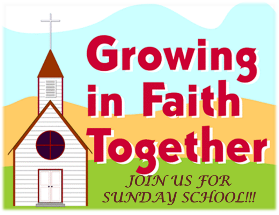 Growing
in Faith
Together
JOIN US FOR
SUNDAY SCHOOL!!!